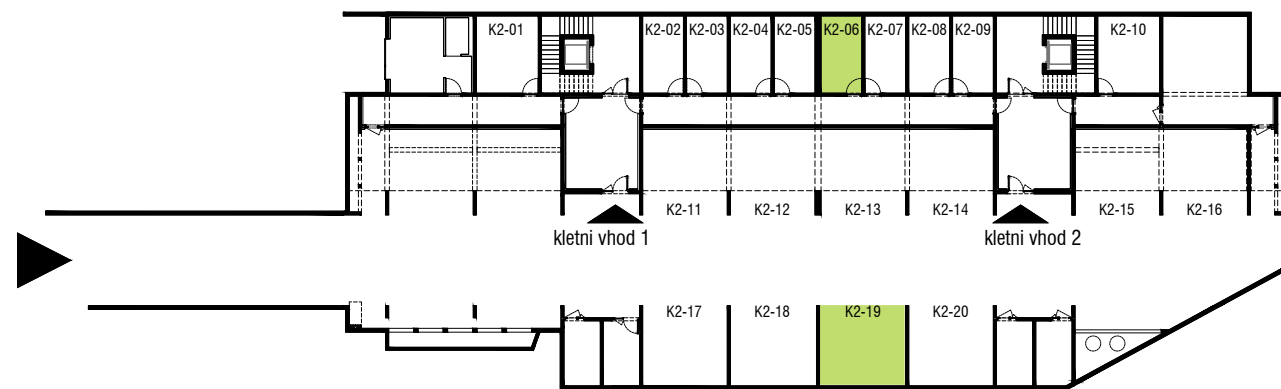 K2-01
K2-02
K2-03
K2-04
K2-05
K2-06
K2-07
K2-08
K2-09
K2-10
K2-11
K2-12
K2-13
K2-14
K2-15
K2-16
kletni vhod 1
kletni vhod 2
K2-17
K2-18
K2-19
K2-20